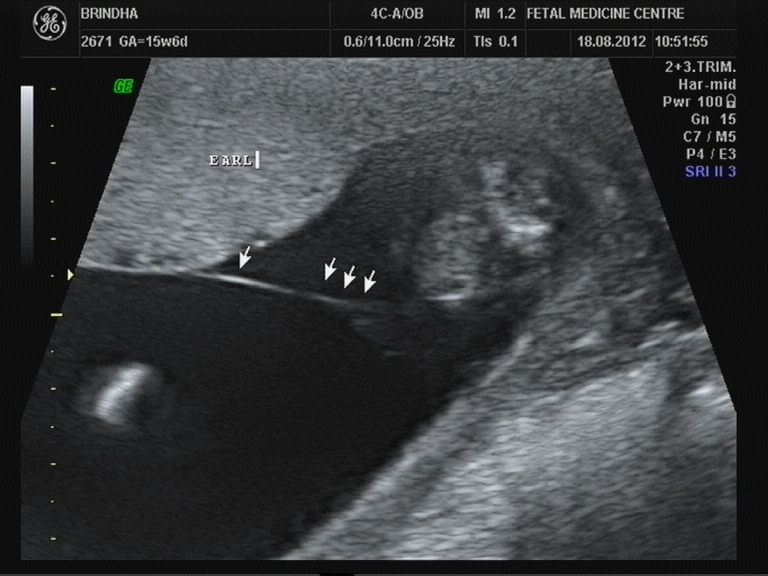 BRINDHA 4C-A/OB MI 1.2 FETAL MEDICINE CENTRE
2671 GA=15w6d 0.6/11.0cm / 25Hz TIs 0.1 18.08.2012 10:51:55
2+3.TRIM.
Har-mid
Pwr 100
Gn 15
C7 / M5
P4 / E3
SRI II 3
GE
EARL